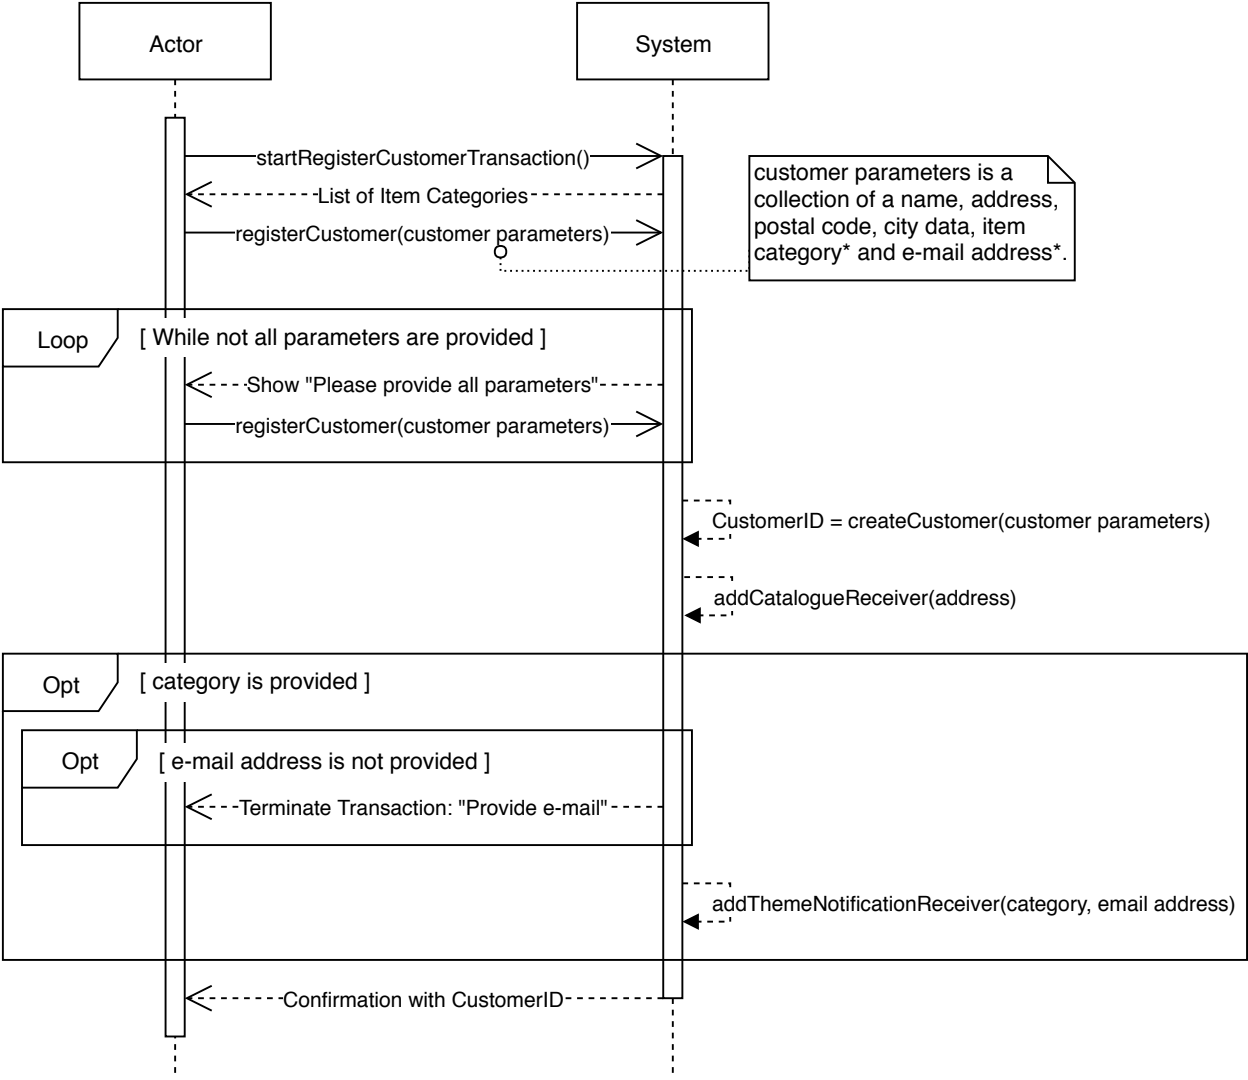 Actor
System
startRegisterCustomerTransaction()
customer parameters is a
collection of a name, address,
postal code, city data, item
category* and e-mail address*.
List of Item Categories
registerCustomer(customer parameters)
Loop
[ While not all parameters are provided ]
Show "Please provide all parameters"
registerCustomer(customer parameters)
CustomerID = createCustomer(customer parameters)
addCatalogueReceiver(address)
Opt
[ category is provided ]
Opt
[ e-mail address is not provided ]
Terminate Transaction: "Provide e-mail"
addThemeNotificationReceiver(category, email address)
Confirmation with CustomerID